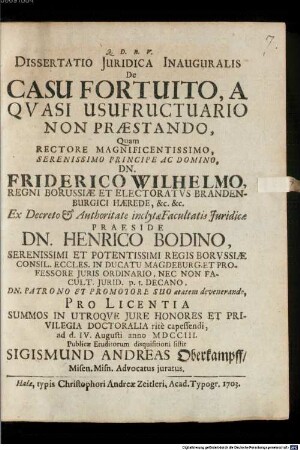 7.
Q. D. B. V.
DISSERTATIO JURIDICA INAUGURALIS
De
CASU FORTUITO, A
QVASI USUFRUCTUARIO
NON PRÆSTANDO,
Quam
RECTORE MAGNIFICENTISSIMO,
SERENISSIMO PRINCIPE AC DOMINO,
DN.
FRIDERICO WILHELMO,
REGNI BORUSSIÆ ET ELECTORATVS BRANDEN-
BURGICI HÆREDE, &c. &c.
Ex Decreto & Authoritate inclytæ Facultatis Juridicæ
PRAESIDE
DN. HENRICO BODINO,
SERENISSIMI ET POTENTISSIMI REGIS BORVSSIÆ
CONSIL. ECCLES. IN DUCATU MAGDEBURG. ET PRO-
FESSORE JURIS ORDINARIO, NEC NON FA-
CULT. JURID. p. t. DECANO,
DN. PATRONO ET PROMOTORE SUO ætatem devenerando,
PRO LICENTIA
SUMMOS IN UTROQVE JURE HONORES ET PRI-
VILEGIA DOCTORALIA ritè capessendi,
ad d. IV. Augusti anno MDCCIII.
Publicæ Eruditorum disquisitioni sistit
SIGISMUND ANDREAS Oberkampff/
Misen. Misn. Advocatus juratus.
Halæ, typis Christophori Andreæ Zeitleri, Acad. Typogr. 1703.